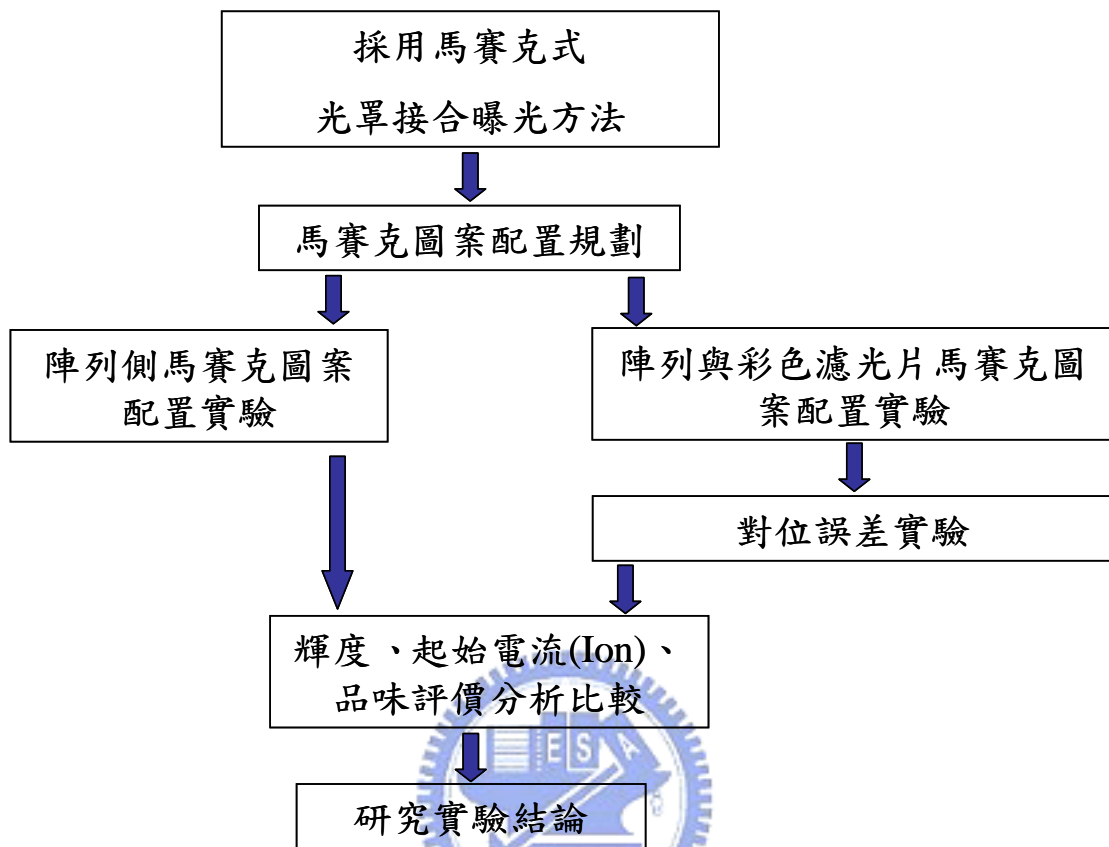 採用馬賽克式
光罩接合曝光方法
馬賽克圖案配置規劃
陣列側馬賽克圖案
配置實驗
陣列與彩色濾光片馬賽克圖
案配置實驗
對位誤差實驗
輝度、起始電流(Ion)、
品味評價分析比較
ESA
研究實驗結論